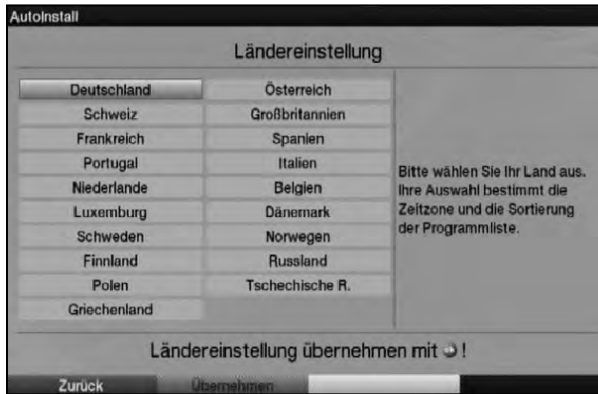 AutoInstall
Ländereinstellung
Deutschland Österreich
Schweiz Großbritannien
Frankreich Spanien
Portugal Italien
Niederlande Belgien
Luxemburg Dänemark
Schweden Norwegen
Finnland Russland
Polen Tschechische R.
Griechenland
Bitte wählen Sie Ihr Land aus.
Ihre Auswahl bestimmt die
Zeitzone und die Sortierung
der Programmliste.
Ländereinstellung übernehmen mit !
Zurück Übernehmen